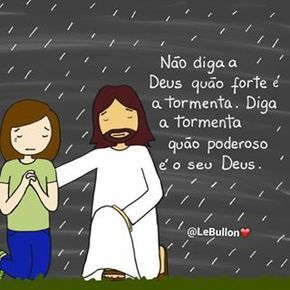 Não diga a
Deus quão forte é
a tormenta. Diga
a tormenta
quão poderoso
é o seu Deus.
@LeBullon❤️